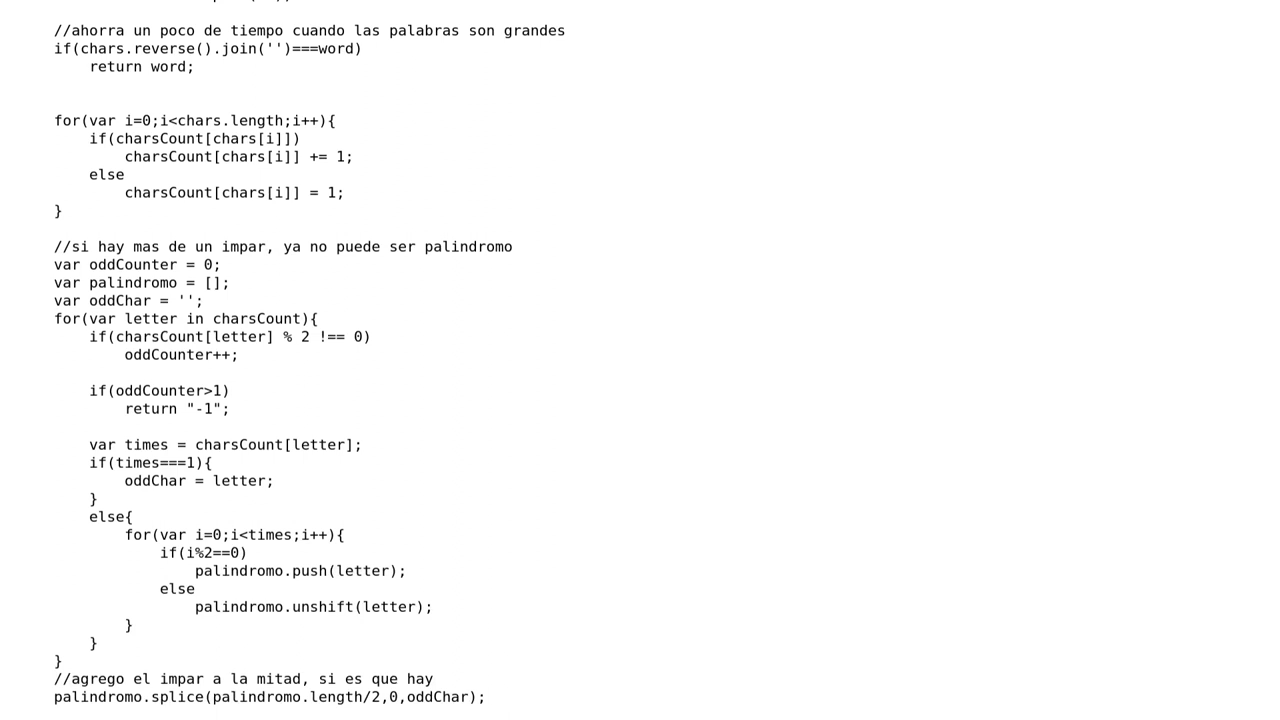 //ahorra un poco de tiempo cuando las palabras son grandes
if(chars.reverse().join('')===word)
return word;
for(var i=0;i<chars.length;i++){
if(charsCount[chars[i]])
charsCount[chars[i]] += 1;
else
charsCount[chars[i]] = 1;
}
//si hay mas de un impar, ya no puede ser palindromo
var oddCounter = 0;
var palindromo = [];
var oddChar = '';
for(var letter in charsCount){
if(charsCount[letter] % 2 !== 0)
oddCounter++;
if(oddCounter>1)
return "-1";
var times = charsCount[letter];
if(times===1){
oddChar = letter;
}
else{
for(var i=0;i<times;i++){
if(i%2==0)
palindromo.push(letter);
else
palindromo.unshift(letter);
}
}
}
//agrego el impar a la mitad, si es que hay
palindromo.splice(palindromo.length/2,0,oddChar);